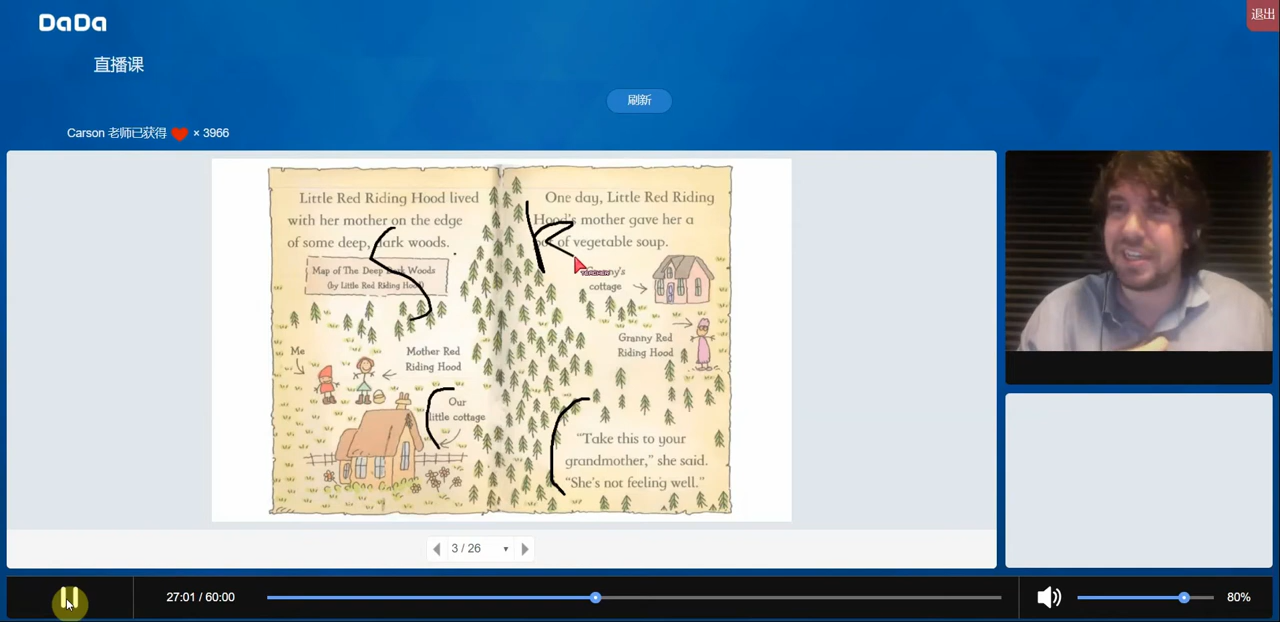 DaDa
退出
直播课
刷新
Carson 老师已获得 × 3966
Little Red Riding Hood lived
with her mother on the edge
of some deep, dark woods.
Map of The Deep Dark Woods
(by Little Red Riding Hood)
Me
Mother Red
Riding Hood
Our
little cottage
One day, Little Red Riding
Hood's mother gave her a
of vegetable soup.
cottage
Granny Red
Riding Hood
"Take this to your
grandmother," she said.
"She's not feeling well."
S
K
C
C
3 / 26
27:01 / 60:00
80%